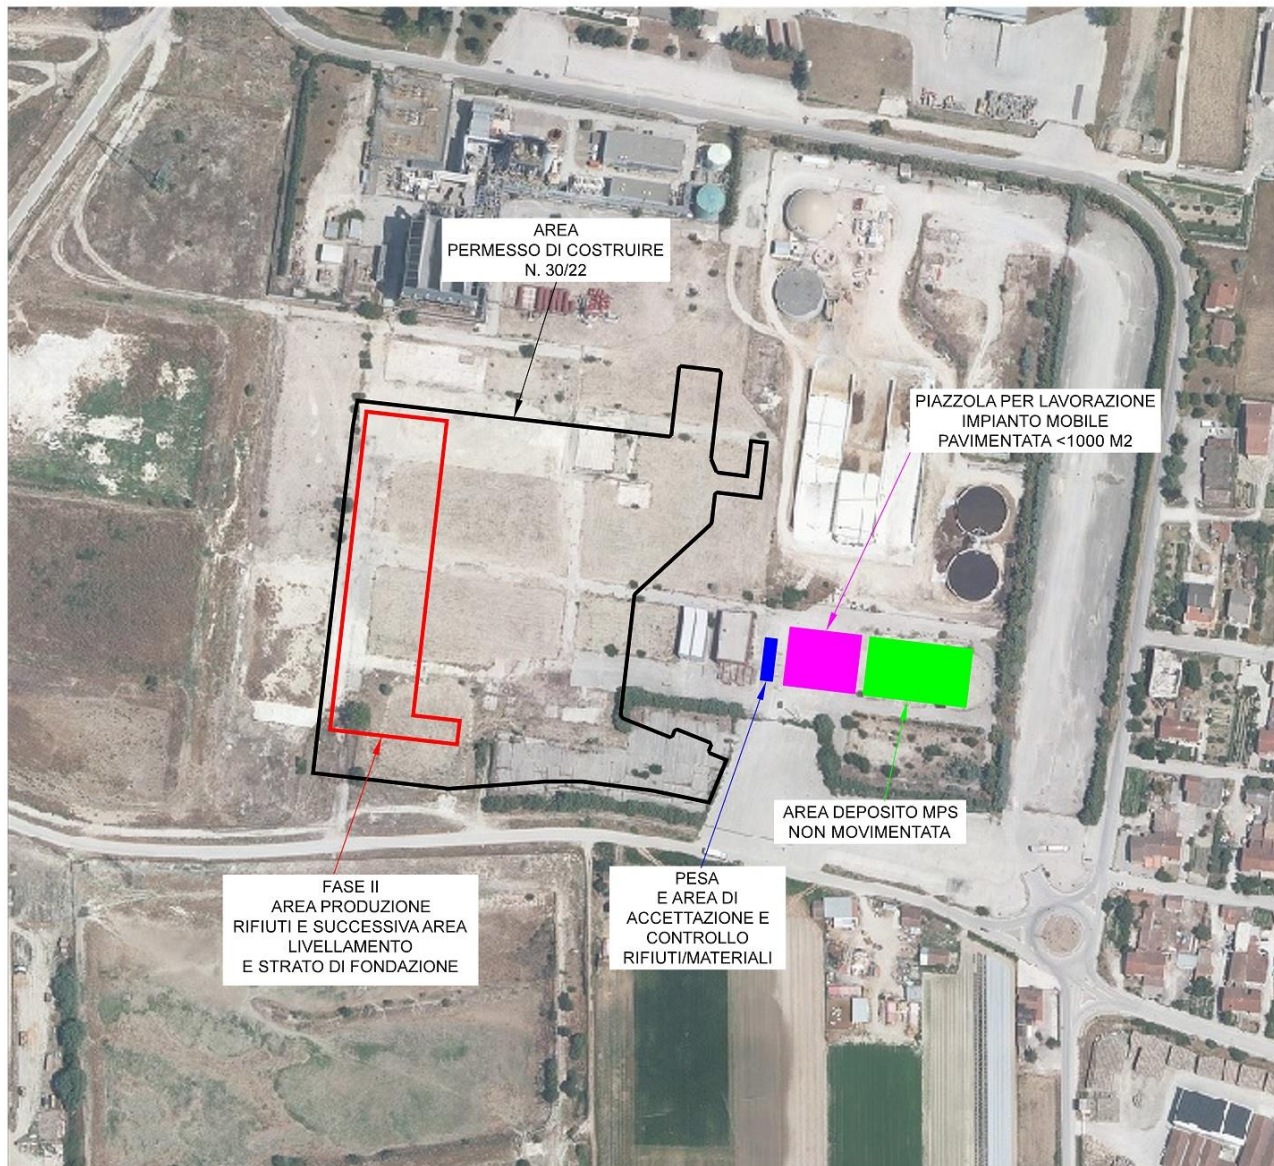 AREA
PERMESSO DI COSTRUIRE
N. 30/22
PIAZZOLA PER LAVORAZIONE
IMPIANTO MOBILE
PAVIMENTATA <1000 M2
AREA DEPOSITO MPS
NON MOVIMENTATA
FASE II
AREA PRODUZIONE
RIFIUTI E SUCCESSIVA AREA
LIVELLAMENTO
E STRATO DI FONDAZIONE
PESA
E AREA DI
ACCETTAZIONE E
CONTROLLO
RIFIUTI/MATERIALI